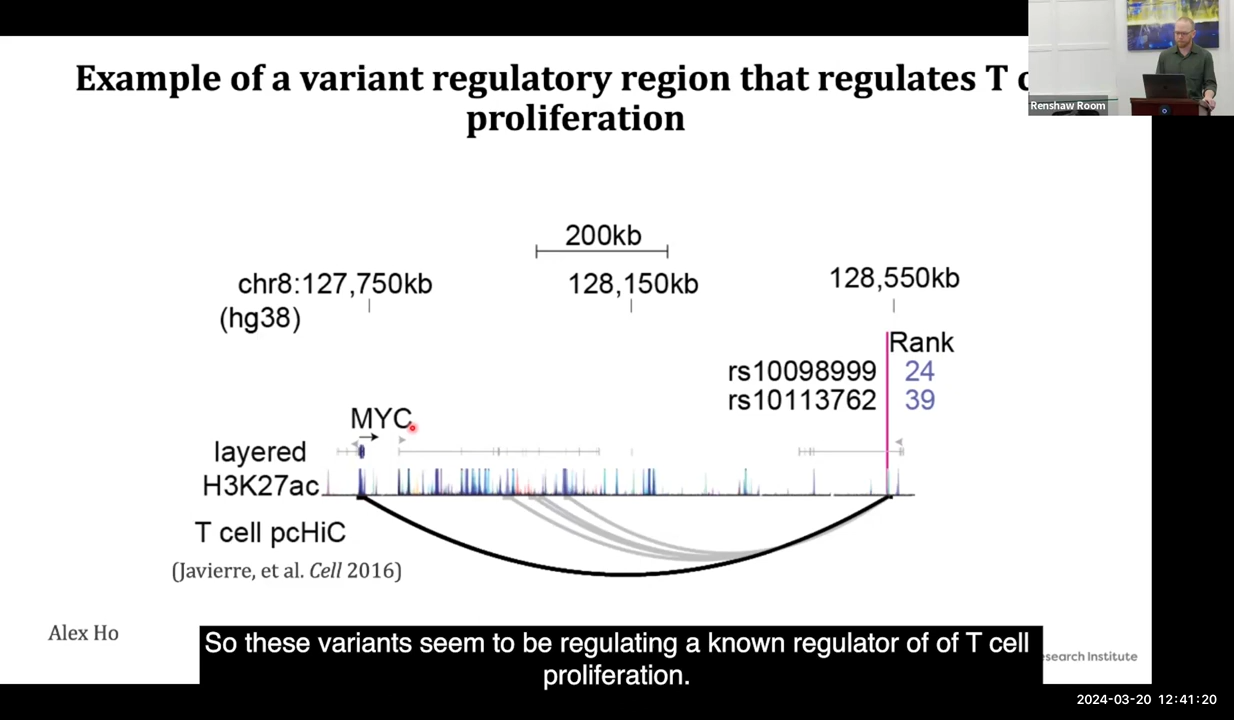 Example of a variant regulatory region that regulates T
proliferation
Renshaw Room
200kb
chr8:127,750kb
128,150kb
128,550kb
(hg38)
Rank
rs10098999 24
rs10113762 39
MYC
layered
H3K27ac
T cell pcHiC
(Javierre, et al. Cell 2016)
Alex Ho
So these variants seem to be regulating a known regulator of of T cell
proliferation.
search Institute
2024-03-20 12:41:20